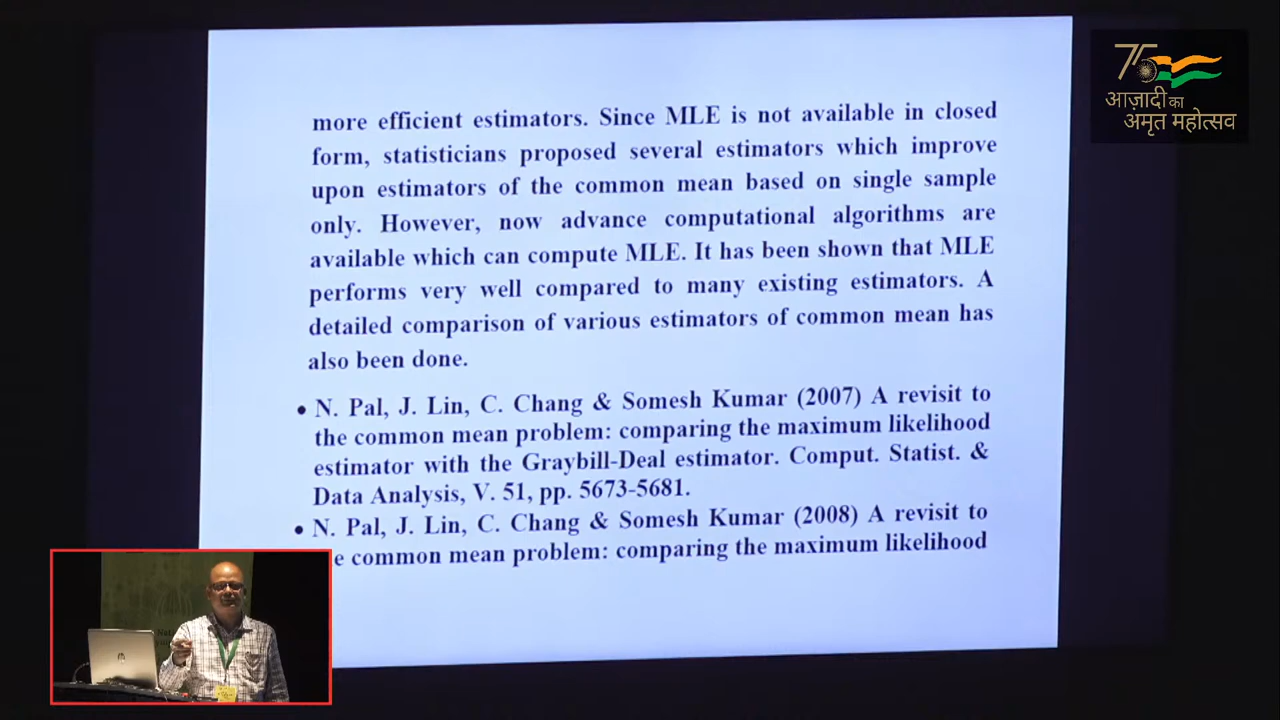 more efficient estimators. Since MLE is not available in closed
form, statisticians proposed several estimators which improve
upon estimators of the common mean based on single sample
only. However, now advance computational algorithms are
available which can compute MLE. It has been shown that MLE
performs very well compared to many existing estimators. A
detailed comparison of various estimators of common mean has
also been done.
• N. Pal, J. Lin, C. Chang & Somesh Kumar (2007) A revisit to
the common mean problem: comparing the maximum likelihood
estimator with the Graybill-Deal estimator. Comput. Statist. &
Data Analysis, V. 51, pp. 5673-5681.
• N. Pal, J. Lin, C. Chang & Somesh Kumar (2008) A revisit to
e common mean problem: comparing the maximum likelihood
75
आज़ादी का
अमृत महोत्सव